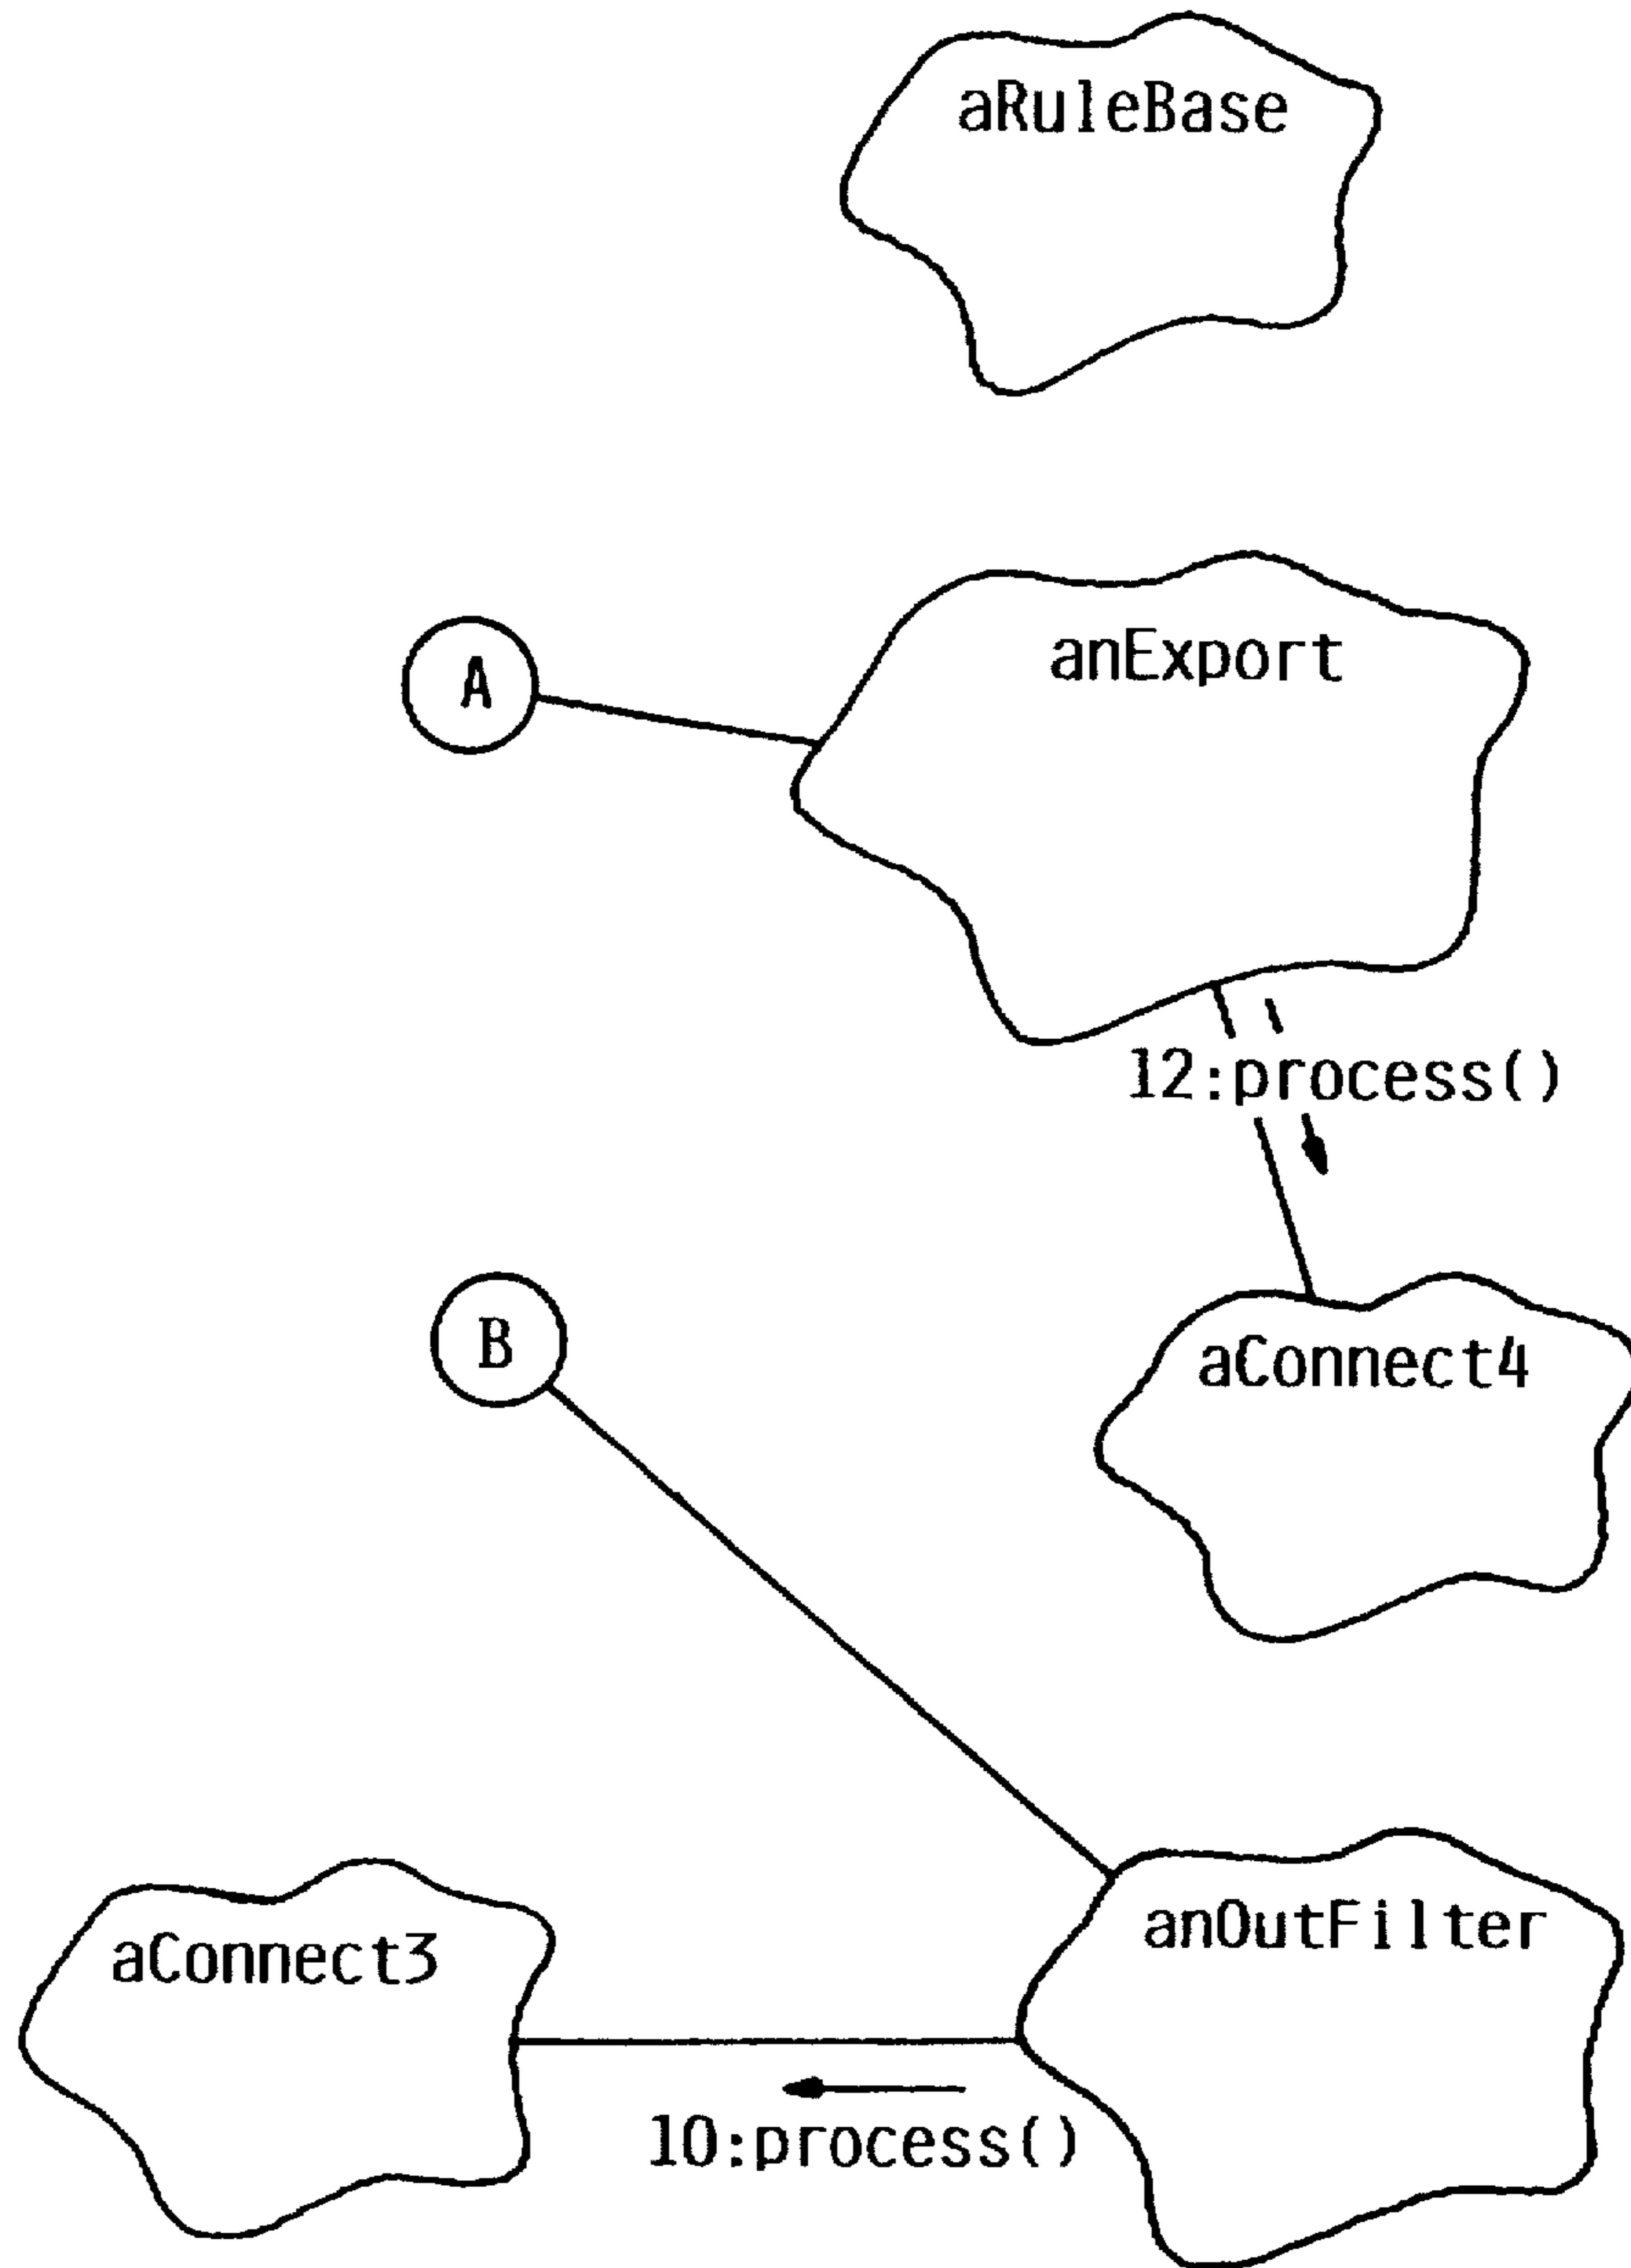 aRuleBase
anExport
A
12:process()
B
aConnect4
anOutFilter
aConnect3
10:process()